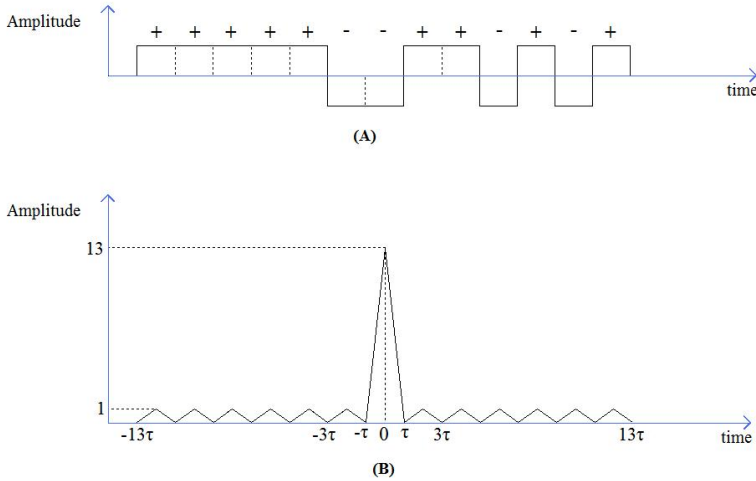 Amplitude
+ + + + + - - + + - + - +
time
(A)
Amplitude
13
1
-13τ -3τ -τ 0 τ 3τ 13τ
time
(B)